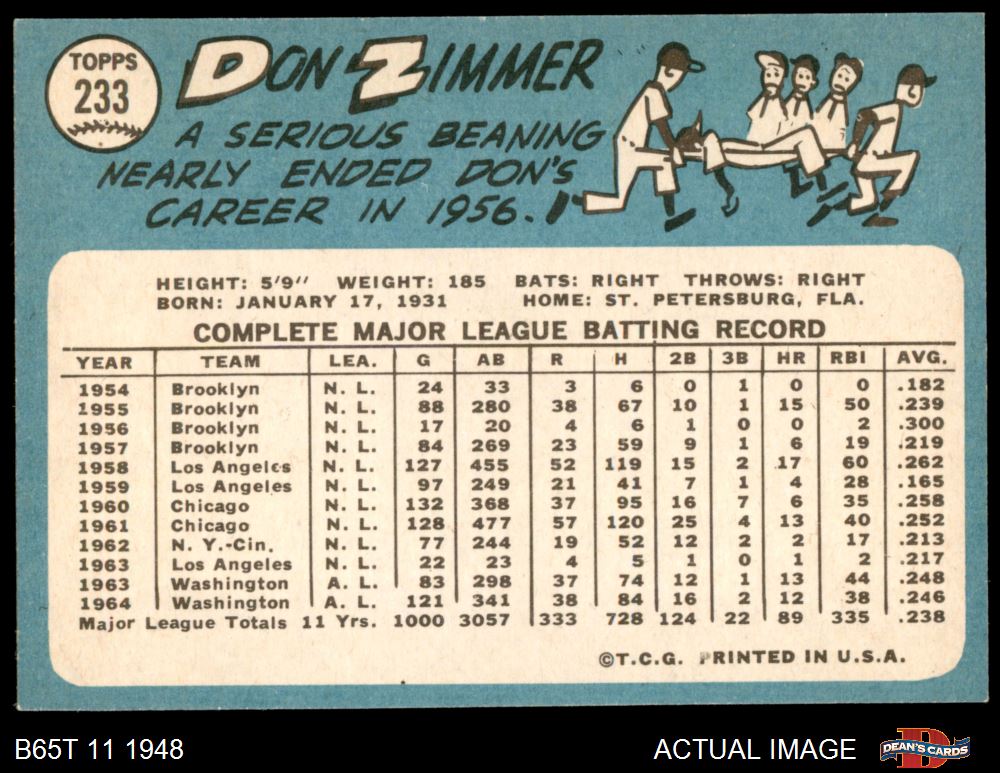 TOPPS
233
DON ZIMMER
A SERIOUS BEANING
NEARLY ENDED DON'S
CAREER IN 1956.
HEIGHT: 5'9" WEIGHT: 185 BATS: RIGHT THROWS: RIGHT
BORN: JANUARY 17, 1931 HOME: ST. PETERSBURG, FLA.
COMPLETE MAJOR LEAGUE BATTING RECORD
YEAR TEAM LEA. G AB R H 2B 3B HR RBI AVG.
1954 Brooklyn N. L. 24 33 3 6 0 1 0 0 .182
1955 Brooklyn N. L. 88 280 38 67 10 1 15 50 .239
1956 Brooklyn N. L. 17 20 4 6 1 0 0 2 .300
1957 Brooklyn N. L. 84 269 23 59 9 1 6 19 .219
1958 Los Angeles N. L. 127 455 52 119 15 2 17 60 .262
1959 Los Angeles N. L. 97 249 21 41 7 1 4 28 .165
1960 Chicago N. L. 132 368 37 95 16 7 6 35 .258
1961 Chicago N. L. 128 477 57 120 25 4 13 40 .252
1962 N. Y.-Cin. N. L. 77 244 19 52 12 2 2 17 .213
1963 Los Angeles N. L. 22 23 4 5 1 0 1 2 .217
1963 Washington A. L. 83 298 37 74 12 1 13 44 .248
1964 Washington A. L. 121 341 38 84 16 2 12 38 .246
Major League Totals 11 Yrs. 1000 3057 333 728 124 22 89 335 .238
©T.C.G. PRINTED IN U.S.A.
B65T 11 1948 ACTUAL IMAGE DEAN'S CARDS